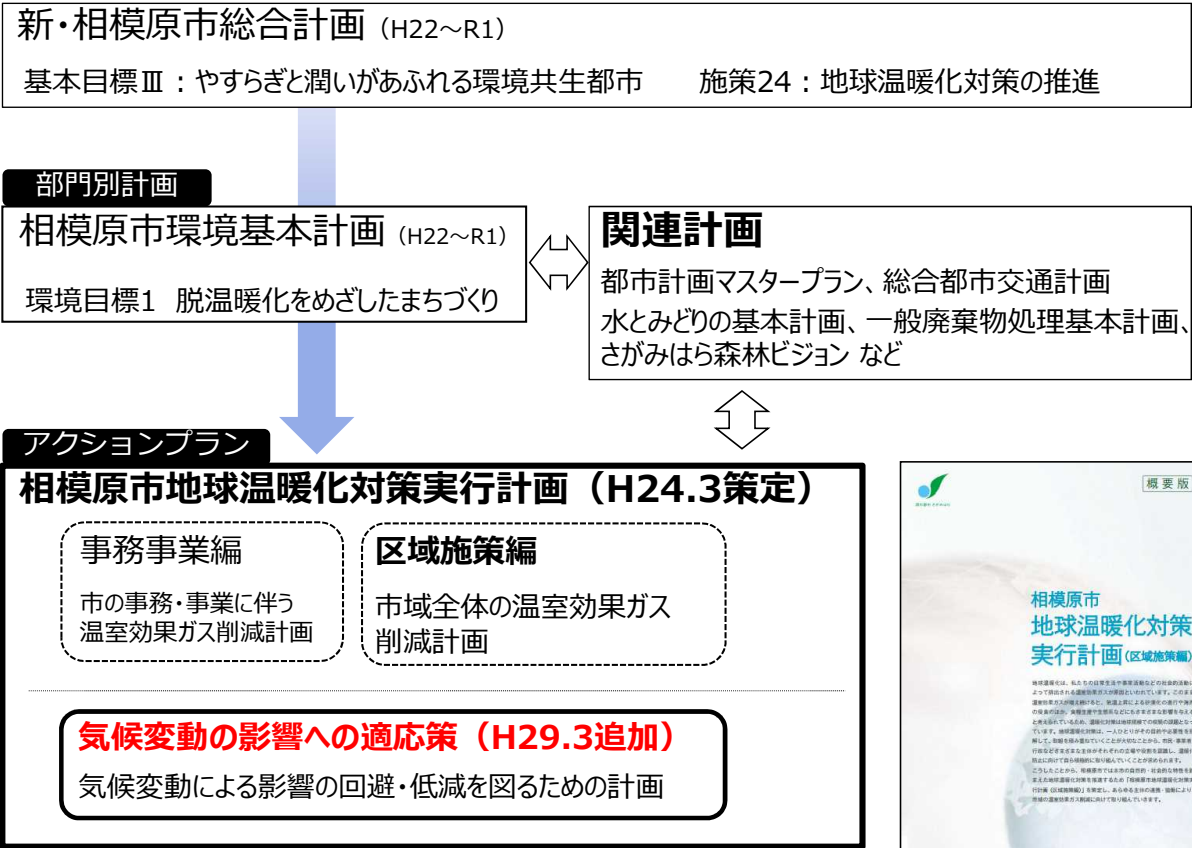 新・相模原市総合計画（H22～R1）
基本目標Ⅲ：やすらぎと潤いがあふれる環境共生都市　施策24：地球温暖化対策の推進
部門別計画
相模原市環境基本計画（H22～R1）
環境目標1 脱温暖化をめざしたまちづくり
関連計画
都市計画マスタープラン、総合都市交通計画
水とみどりの基本計画、一般廃棄物処理基本計画、
さがみはら森林ビジョン など
アクションプラン
相模原市地球温暖化対策実行計画（H24.3策定）
事務事業編
市の事務・事業に伴う
温室効果ガス削減計画
区域施策編
市域全体の温室効果ガス
削減計画
気候変動の影響への適応策（H29.3追加）
気候変動による影響の回避・低減を図るための計画
概要版
相模原市
地球温暖化対策
実行計画(区域施策編)